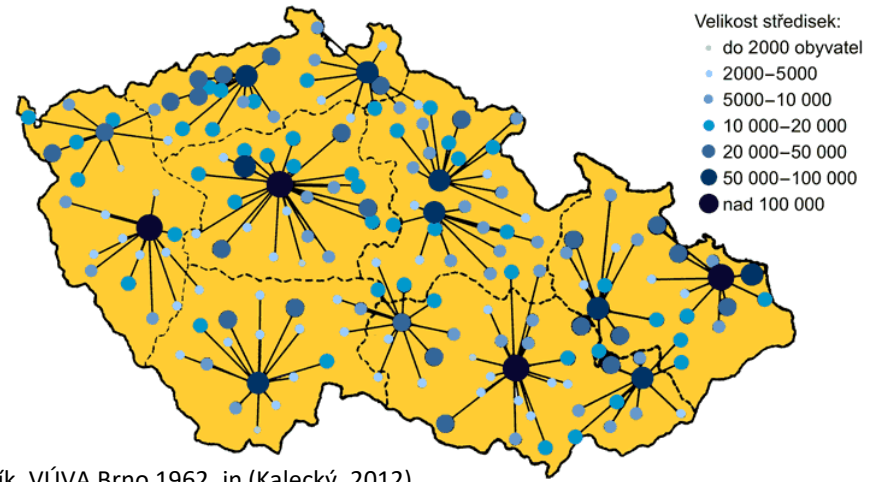 Velikost středisek:
do 2000 obyvatel
2000–5000
5000–10 000
10 000–20 000
20 000–50 000
50 000–100 000
nad 100 000
VÚVA Brno 1962, in (Kalecký, 2012)